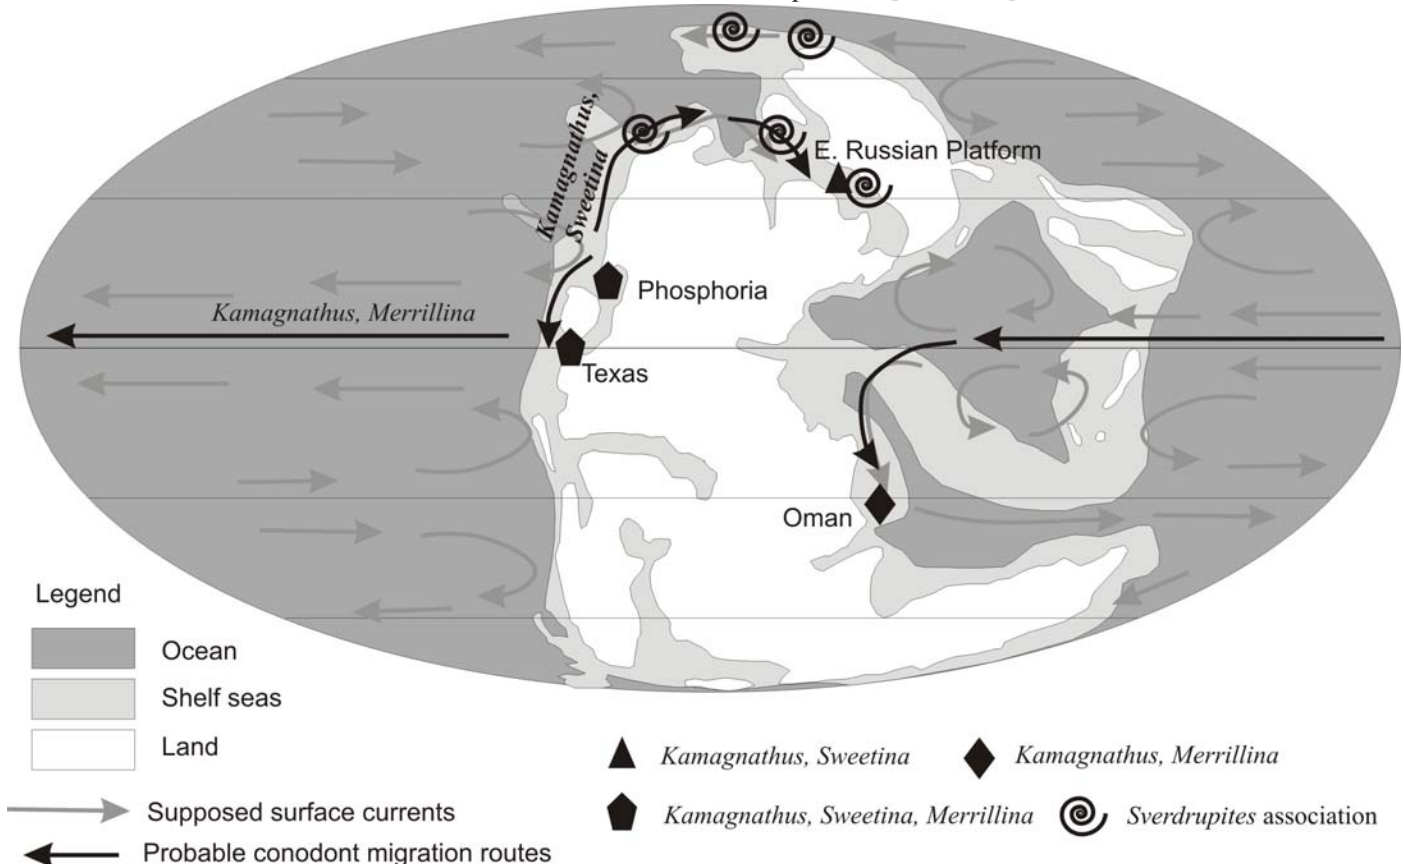 Kamagnathus,
Sweetina
E. Russian Platform
Phosphoria
Kamagnathus, Merrillina
Texas
Oman
Legend
Ocean
Shelf seas
Land
Supposed surface currents
Probable conodont migration routes
Kamagnathus, Sweetina
Kamagnathus, Merrillina
Kamagnathus, Sweetina, Merrillina
Sverdrupites association